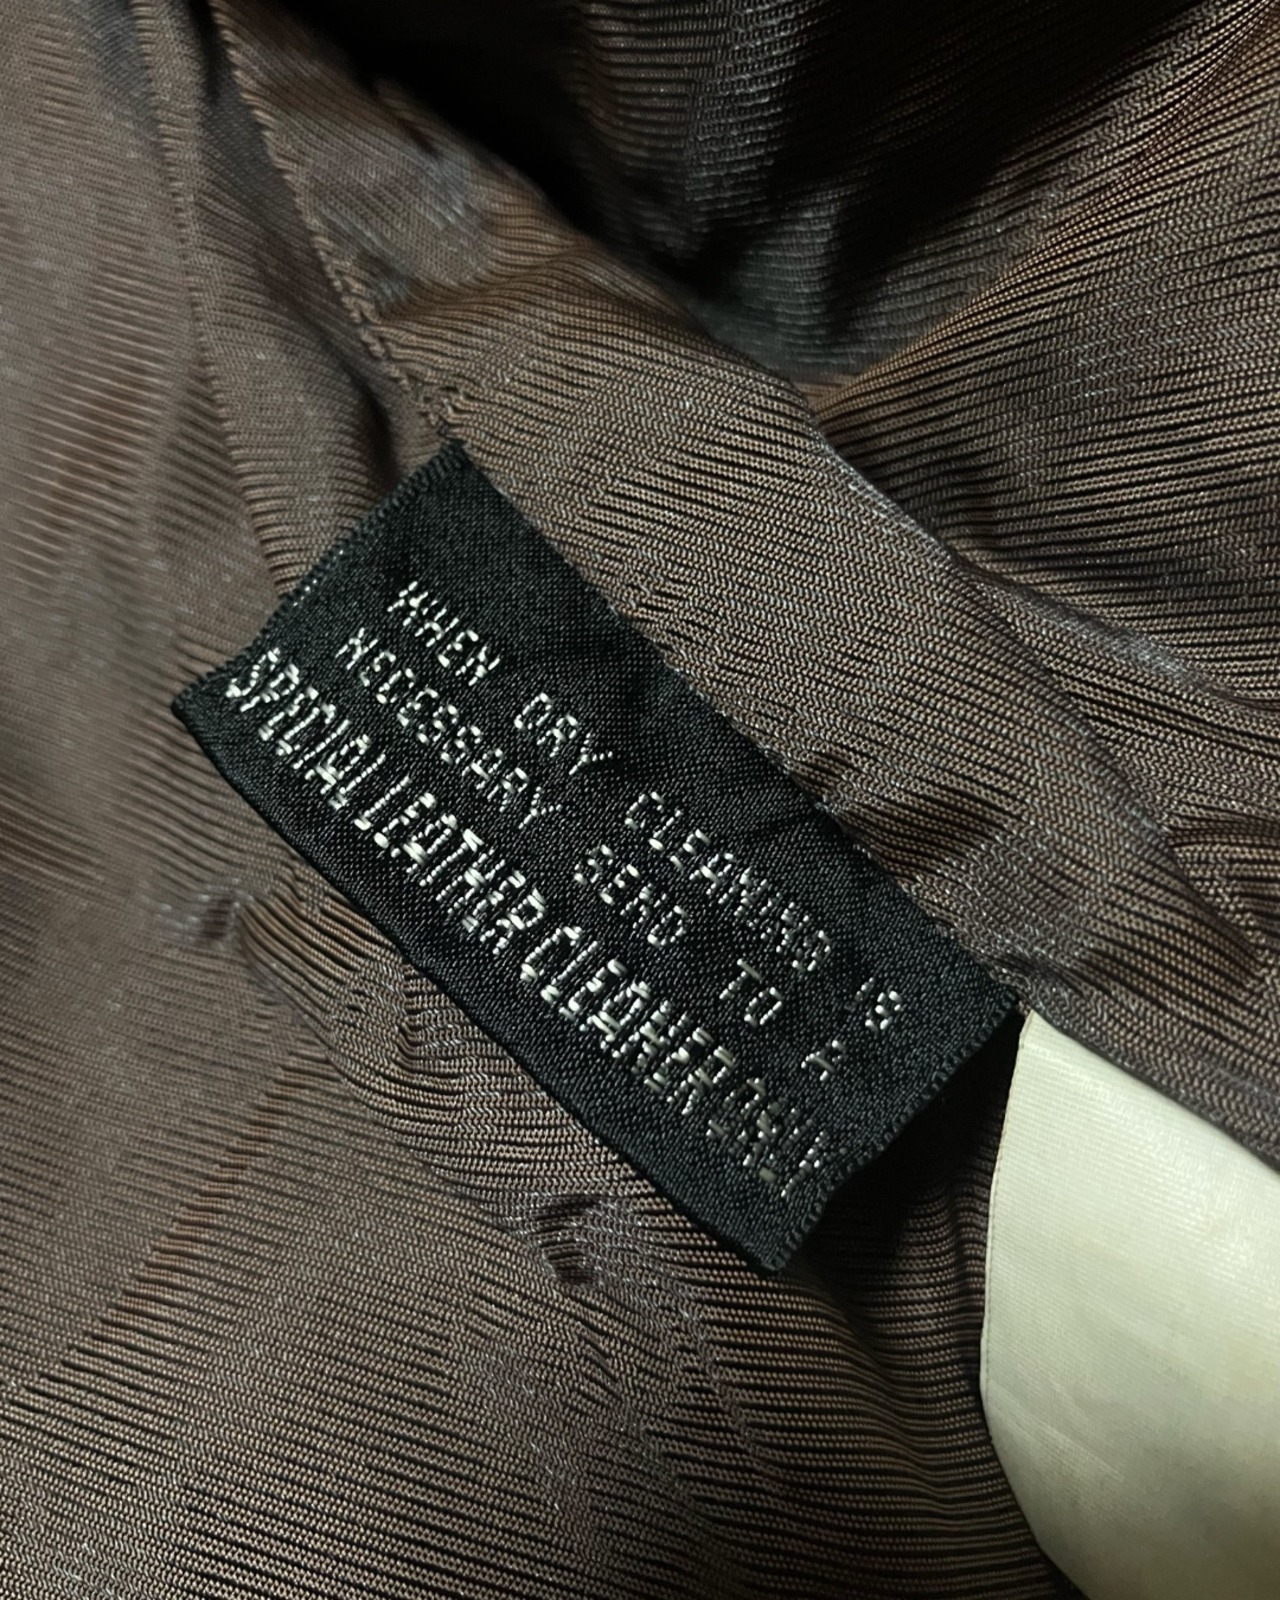 WHEN DRY CLEANING IS
NECESSARY SEND TO A
SPECIAL LEATHER CLEANER ONLY